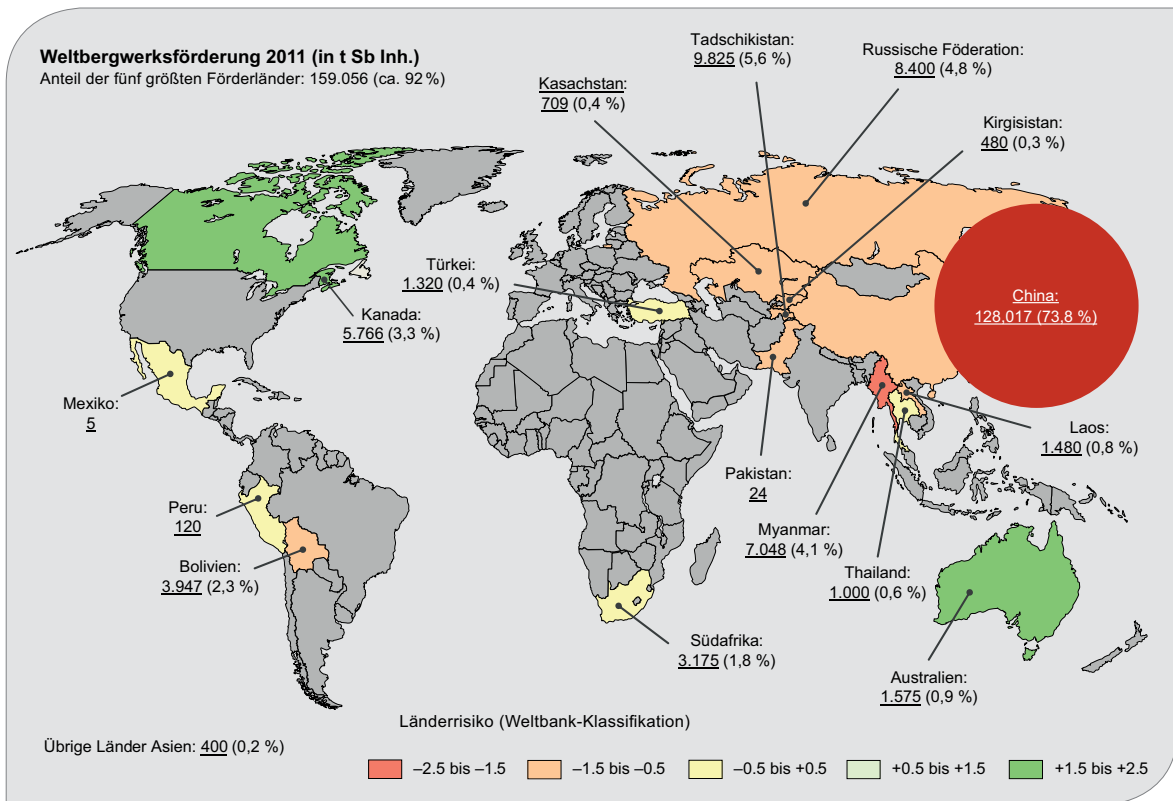 Weltbergwerksförderung 2011 (in t Sb Inh.)
Anteil der fünf größten Förderländer: 159.056 (ca. 92 %)
Tadschikistan:
9.825 (5,6 %)
Russische Föderation:
8.400 (4,8 %)
Kasachstan:
709 (0,4 %)
Kirgisistan:
480 (0,3 %)
China:
128,017 (73,8 %)
Türkei:
1.320 (0,4 %)
Kanada:
5.766 (3,3 %)
Mexiko:
5
Laos:
1.480 (0,8 %)
Pakistan:
24
Peru:
120
Myanmar:
7.048 (4,1 %)
Bolivien:
3.947 (2,3 %)
Thailand:
1.000 (0,6 %)
Südafrika:
3.175 (1,8 %)
Australien:
1.575 (0,9 %)
Länderrisiko (Weltbank-Klassifikation)
Übrige Länder Asien: 400 (0,2 %)
–2.5 bis –1.5
–1.5 bis –0.5
–0.5 bis +0.5
+0.5 bis +1.5
+1.5 bis +2.5